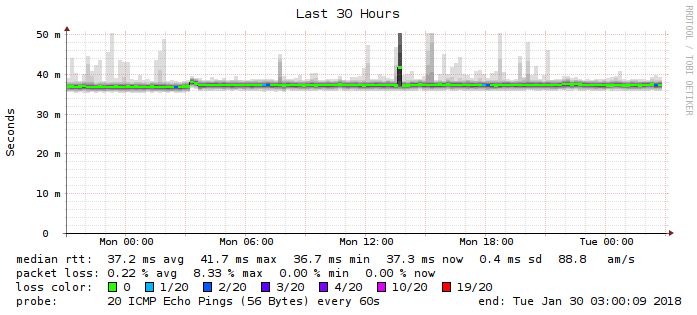 Last 30 Hours
RRDTOOL / TOBI OETIKER
Seconds
50 m
40 m
30 m
20 m
10 m
0
Mon 00:00 Mon 06:00 Mon 12:00 Mon 18:00 Tue 00:00
median rtt: 37.2 ms avg 41.7 ms max 36.7 ms min 37.3 ms now 0.4 ms sd 88.8 am/s
packet loss: 0.22 % avg 8.33 % max 0.00 % min 0.00 % now
loss color: 0 1/20 2/20 3/20 4/20 10/20 19/20
probe: 20 ICMP Echo Pings (56 Bytes) every 60s end: Tue Jan 30 03:00:09 2018